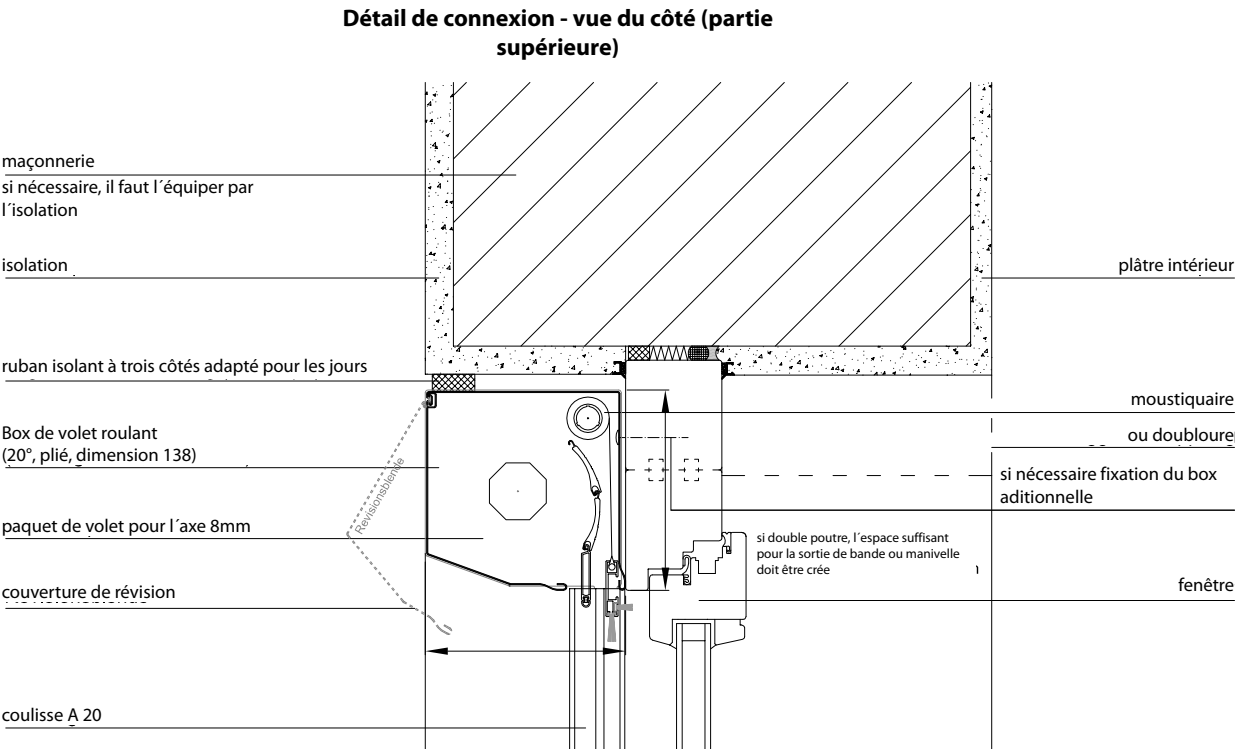 Détail de connexion - vue du côté (partie
supérieure)
maçonnerie
si nécessaire, il faut l´équiper par
l´isolation
isolation
ruban isolant à trois côtés adapté pour les jours
Box de volet roulant
(20°, plié, dimension 138)
paquet de volet pour l´axe 8mm
couverture de révision
coulisse A 20
Revisionsblende
plâtre intérieur
moustiquaire
ou doubloure
si nécessaire fixation du box
aditionnelle
si double poutre, l´espace suffisant
pour la sortie de bande ou manivelle
doit être crée
fenêtre